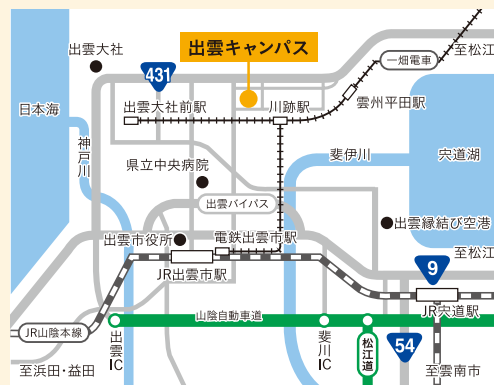 出雲大社
出雲キャンパス
至松江
431
一畑電車
日本海
出雲大社前駅
川跡駅
雲州平田駅
神戸川
県立中央病院
斐伊川
宍道湖
出雲バイパス
出雲縁結び空港
出雲市役所
電鉄出雲市駅
至松江
JR出雲市駅
9
JR宍道駅
山陰自動車道
JR山陰本線
出雲IC
斐川IC
松江道
54
至浜田・益田
至雲南市